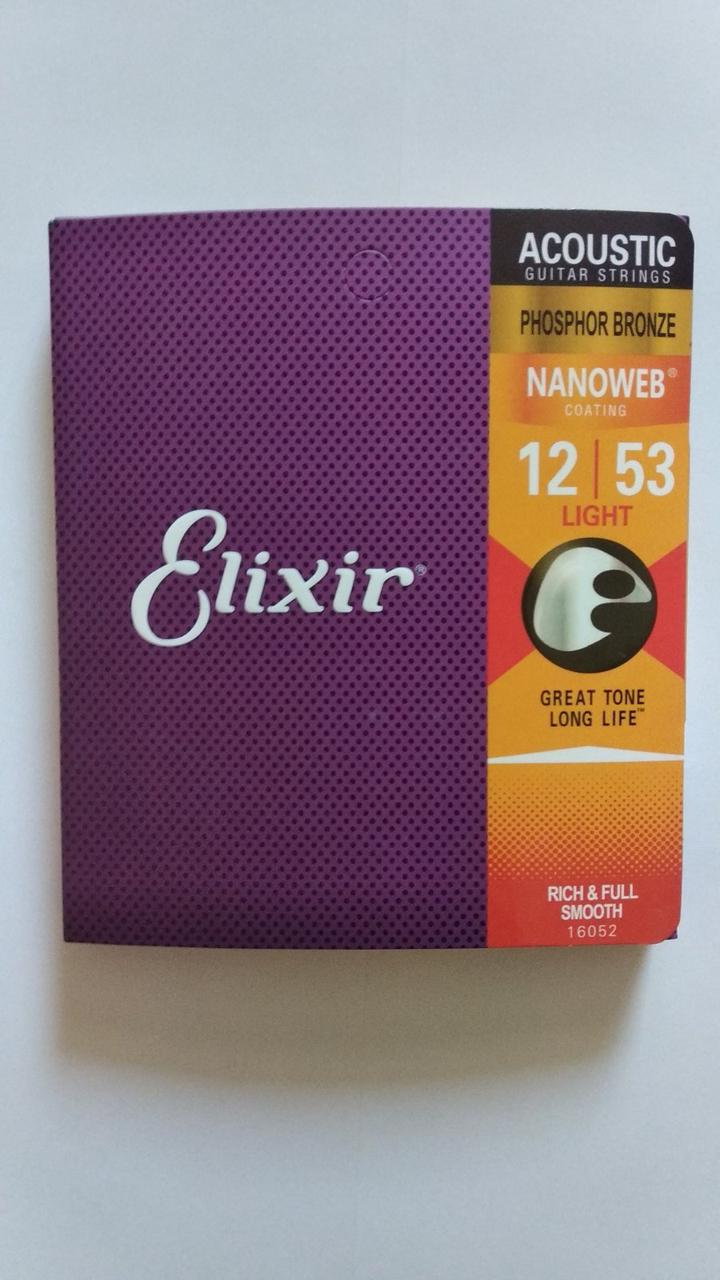 Elixir®
ACOUSTIC
GUITAR STRINGS
PHOSPHOR BRONZE
NANOWEB®
COATING
12 | 53
LIGHT
GREAT TONE
LONG LIFE™
RICH & FULL
SMOOTH
16052